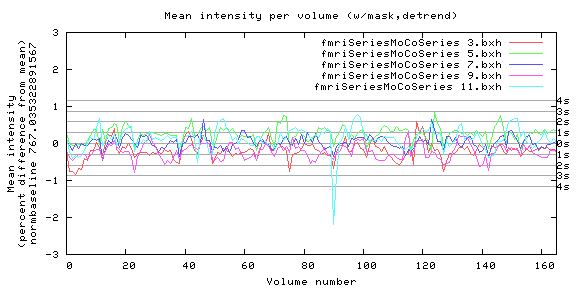 Mean intensity per volume (w/mask,detrend)
fmriSeriesMoCoSeries 3.bxh
fmriSeriesMoCoSeries 5.bxh
fmriSeriesMoCoSeries 7.bxh
fmriSeriesMoCoSeries 9.bxh
fmriSeriesMoCoSeries 11.bxh
Mean intensity
(percent difference from mean)
normbaseline 767.035322891567
3
2
1
0
-1
-2
-3
4s
3s
2s
1s
0s
1s
2s
3s
4s
0 20 40 60 80 100 120 140 160
Volume number